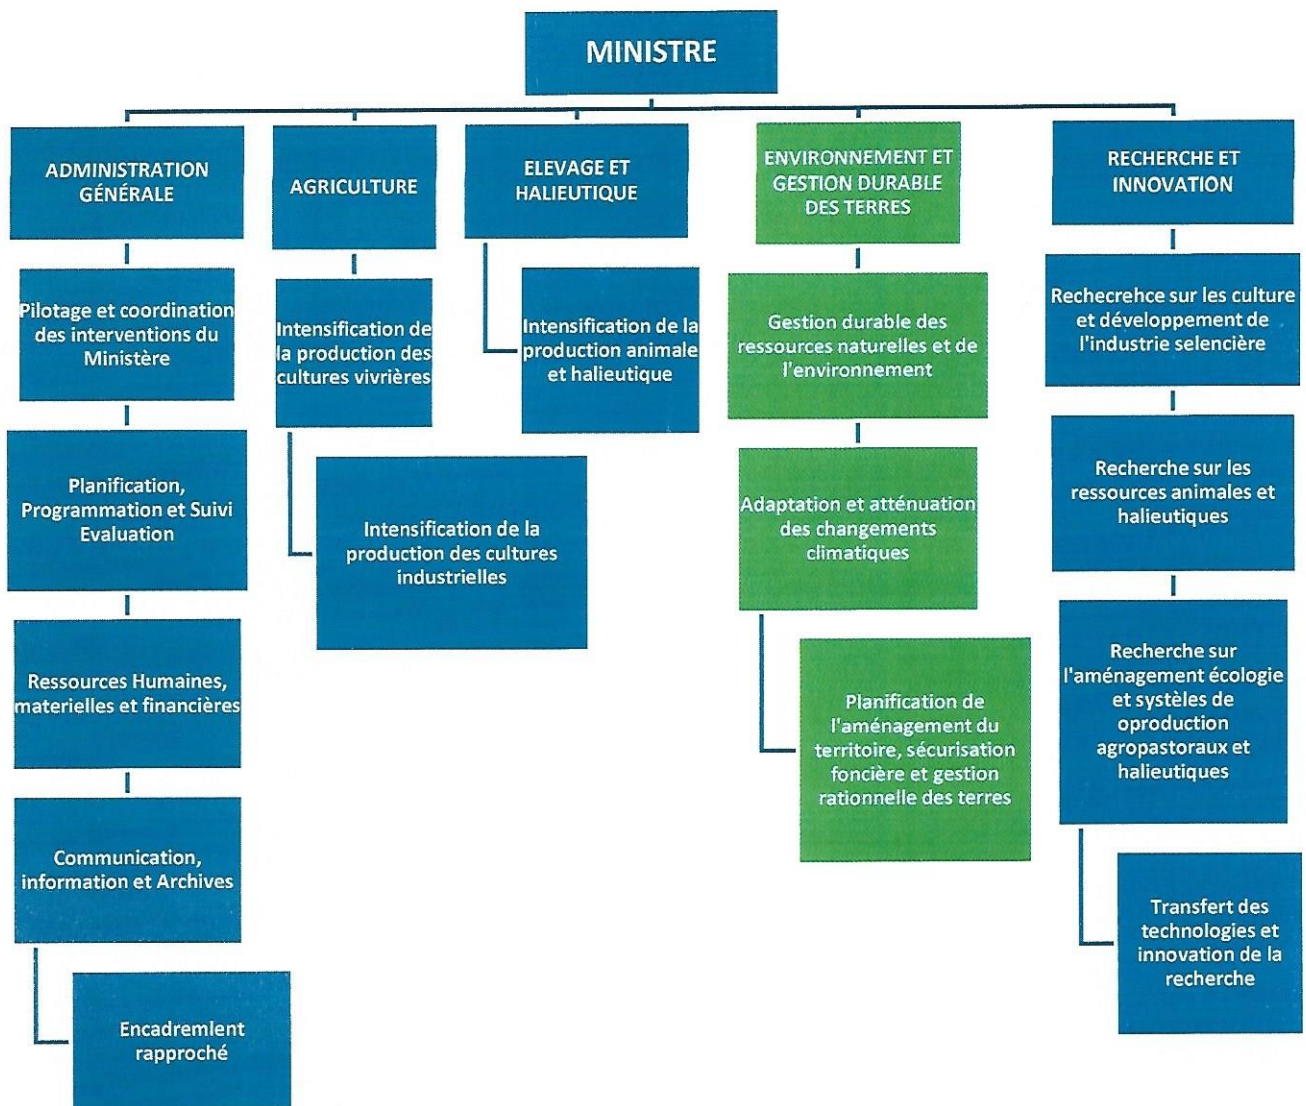 MINISTRE
ADMINISTRATION
GÉNÉRALE
AGRICULTURE
ELEVAGE ET
HALIEUTIQUE
ENVIRONNEMENT ET
GESTION DURABLE
DES TERRES
RECHERCHE ET
INNOVATION
Pilotage et coordination
des interventions du
Ministère
Planification,
Programmation et Suivi
Evaluation
Ressources Humaines,
materielles et financières
Communication,
information et Archives
Encadremlent
rapproché
Intensification de
la production des
cultures vivrières
Intensification de la
production des cultures
industrielles
Intensification de la
production animale
et halieutique
Gestion durable des
ressources naturelles et de
l'environnement
Adaptation et atténuation
des changements
climatiques
Planification de
l'aménagement du
territoire, sécurisation
foncière et gestion
rationnelle des terres
Rechecrehce sur les culture
et développement de
l'industrie selencière
Recherche sur les
ressources animales et
halieutiques
Recherche sur
l'aménagement écologie
et systèles de
oproduction
agropastoraux et
halieutiques
Transfert des
technologies et
innovation de la
recherche